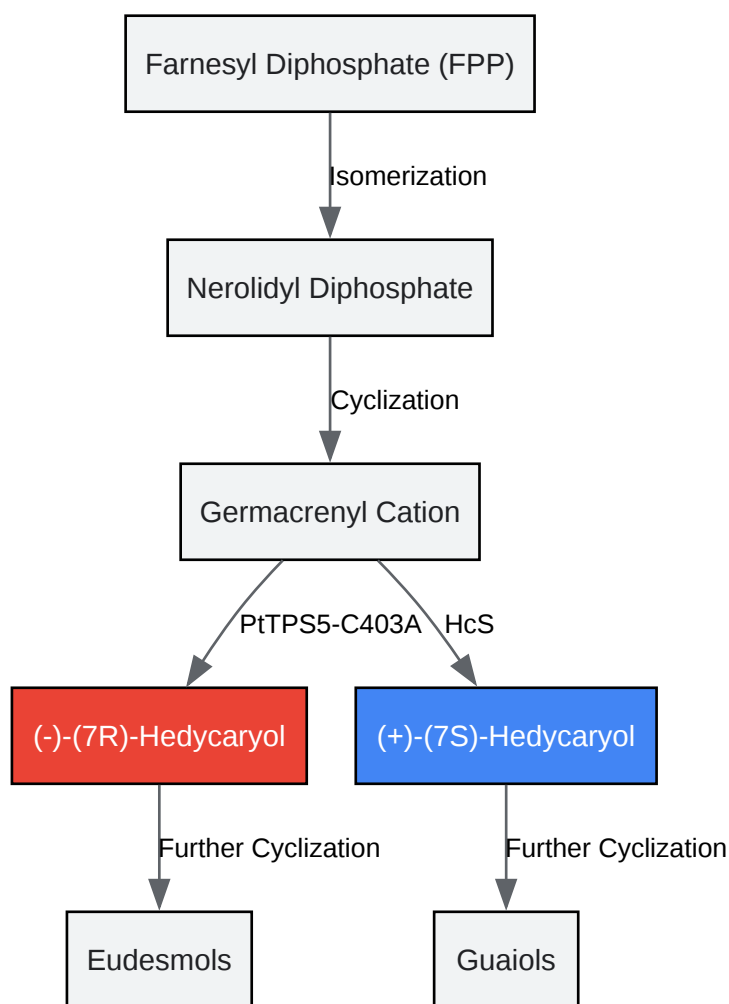 Farnesyl Diphosphate (FPP)
Isomerization
Nerolidyl Diphosphate
Cyclization
Germacrenyl Cation
PtTPS5-C403A
HcS
(-)-(7R)-Hedycaryol
(+)-(7S)-Hedycaryol
Further Cyclization
Further Cyclization
Eudesmols
Guaiols